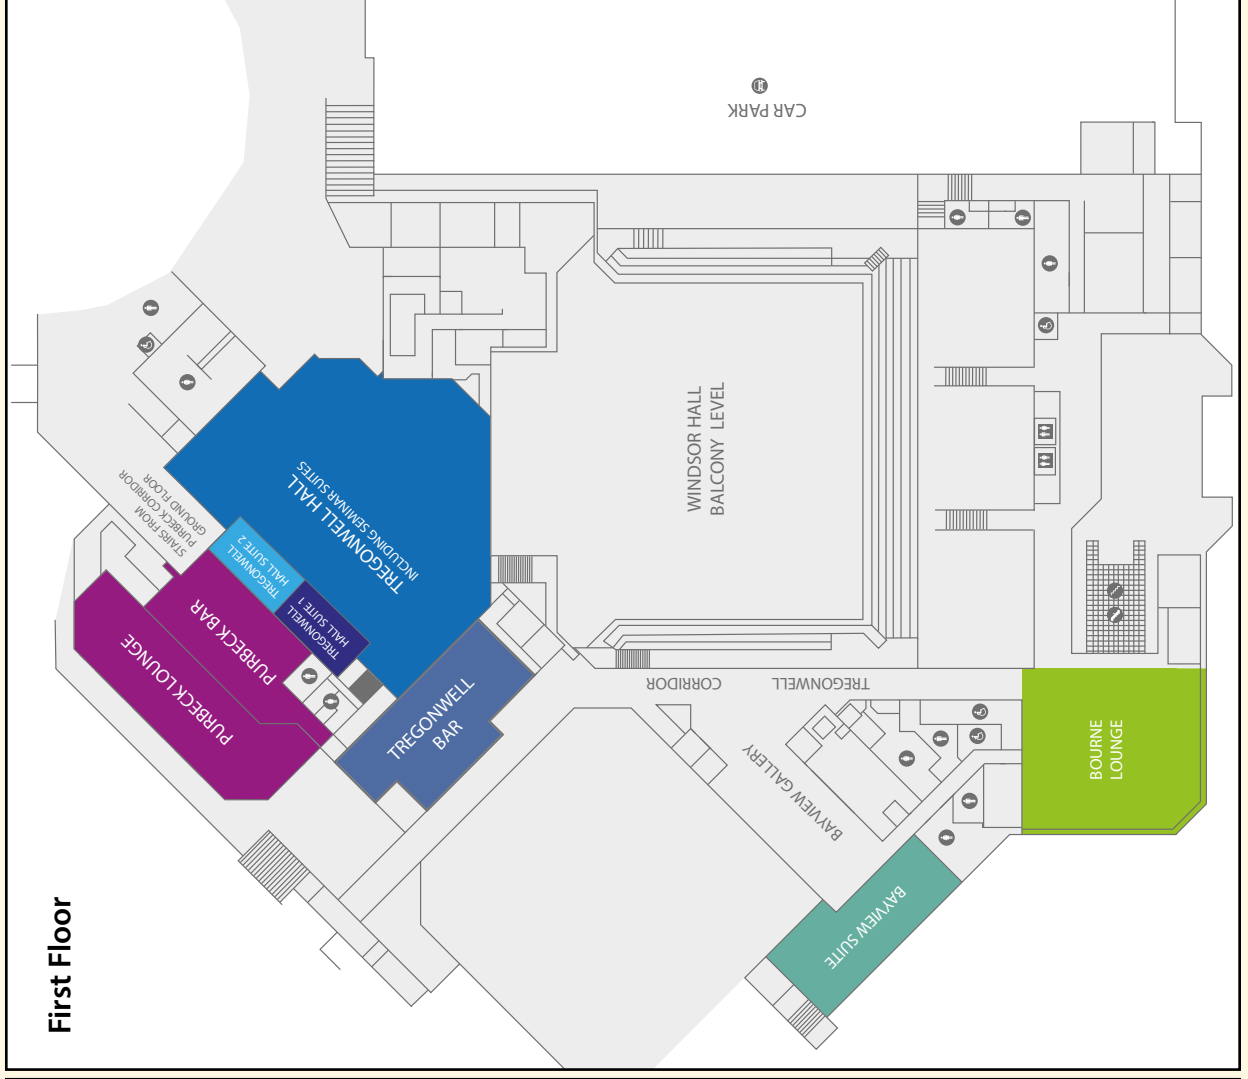 First Floor
CAR PARK
WINDSOR HALL
BALCONY LEVEL
TREGONWELL HALL
INCLUDING SEMINAR SUITES
STAIRS FROM
PURBECK CORRIDOR
GROUND FLOOR
TREGONWELL
HALL SUITE 2
TREGONWELL
HALL SUITE 1
PURBECK BAR
PURBECK LOUNGE
TREGONWELL
BAR
TREGONWELL
CORRIDOR
BAYVIEW GALLERY
BAYVIEW SUITE
BOURNE
LOUNGE